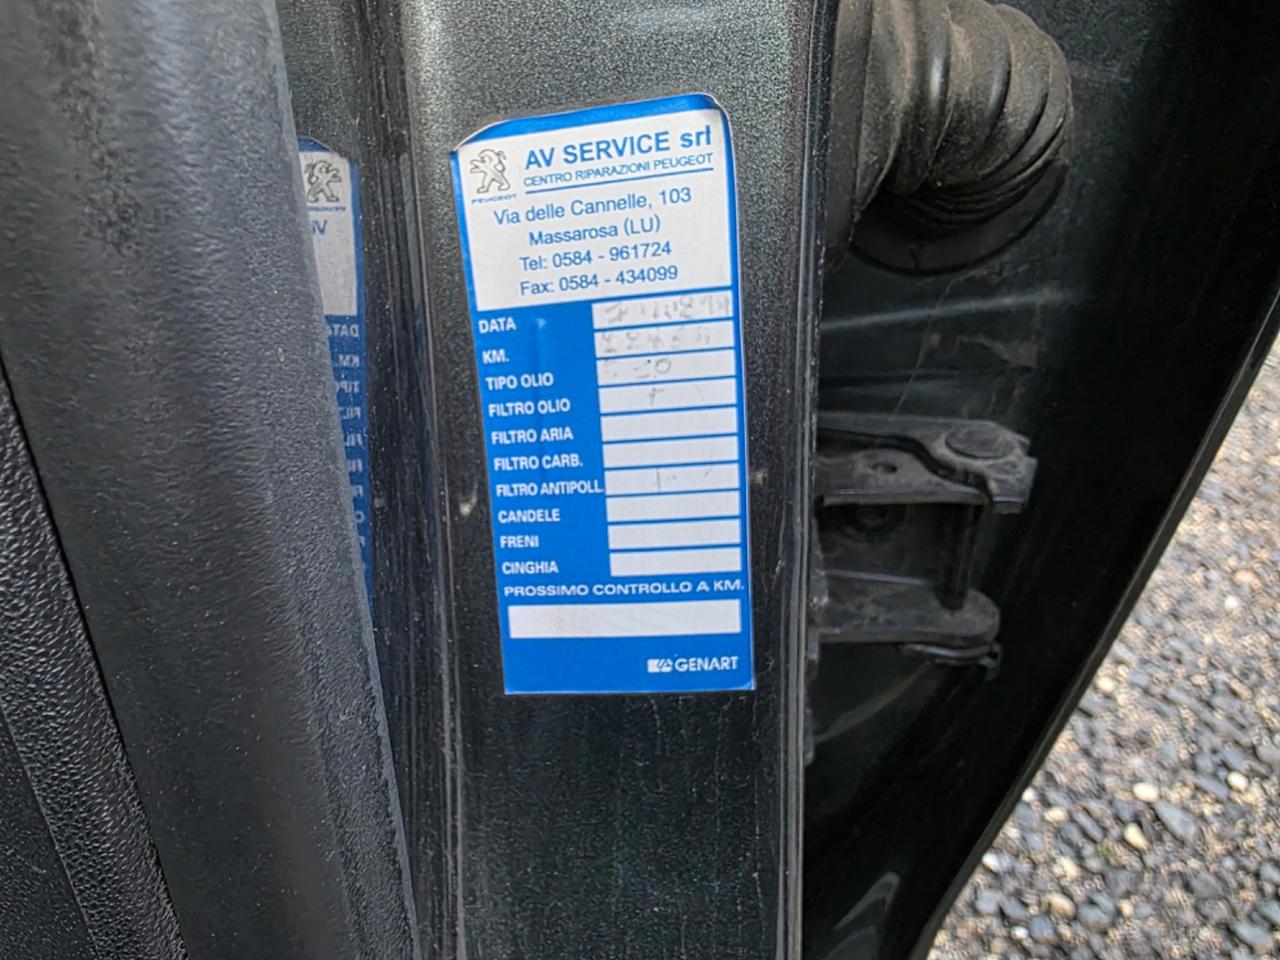 PEUGEOT
AV SERVICE srl
CENTRO RIPARAZIONI PEUGEOT
Via delle Cannelle, 103
Massarosa (LU)
Tel: 0584 - 961724
Fax: 0584 - 434099
DATA
KM.
TIPO OLIO
FILTRO OLIO
FILTRO ARIA
FILTRO CARB.
FILTRO ANTIPOLL.
CANDELE
FRENI
CINGHIA
PROSSIMO CONTROLLO A KM.
GENART